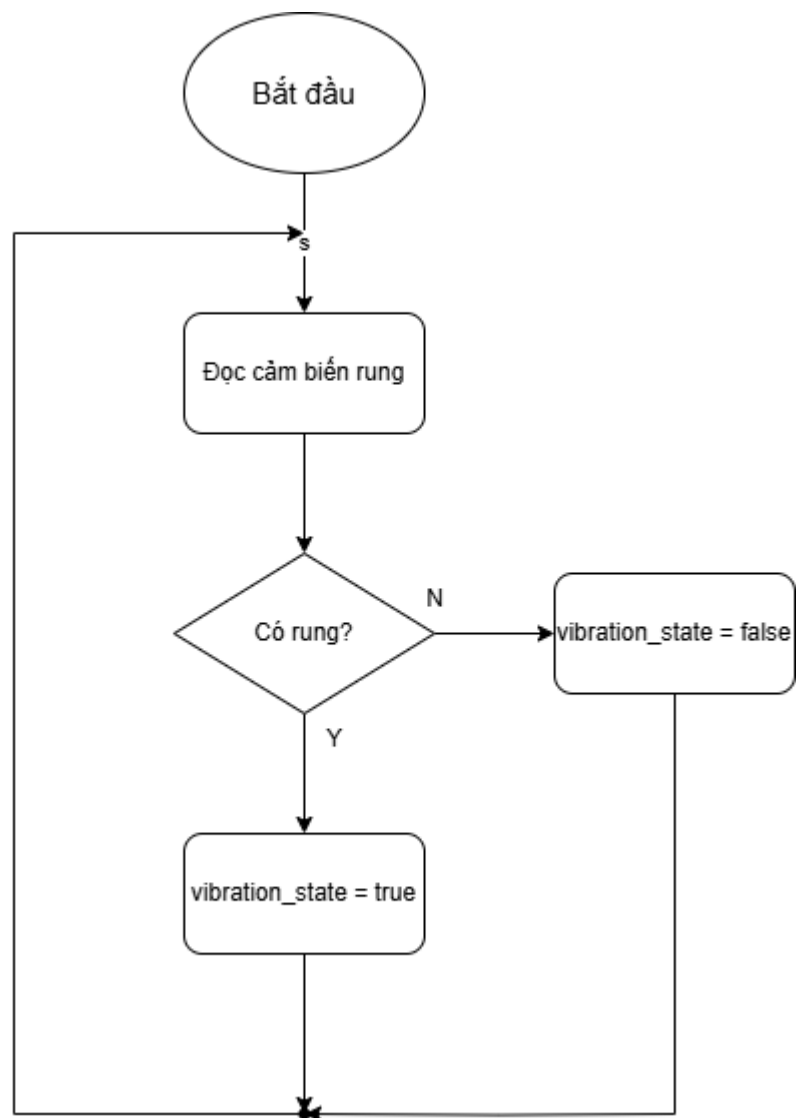 Bắt đầu
s
Đọc cảm biến rung
Có rung?
N
vibration_state = false
Y
vibration_state = true